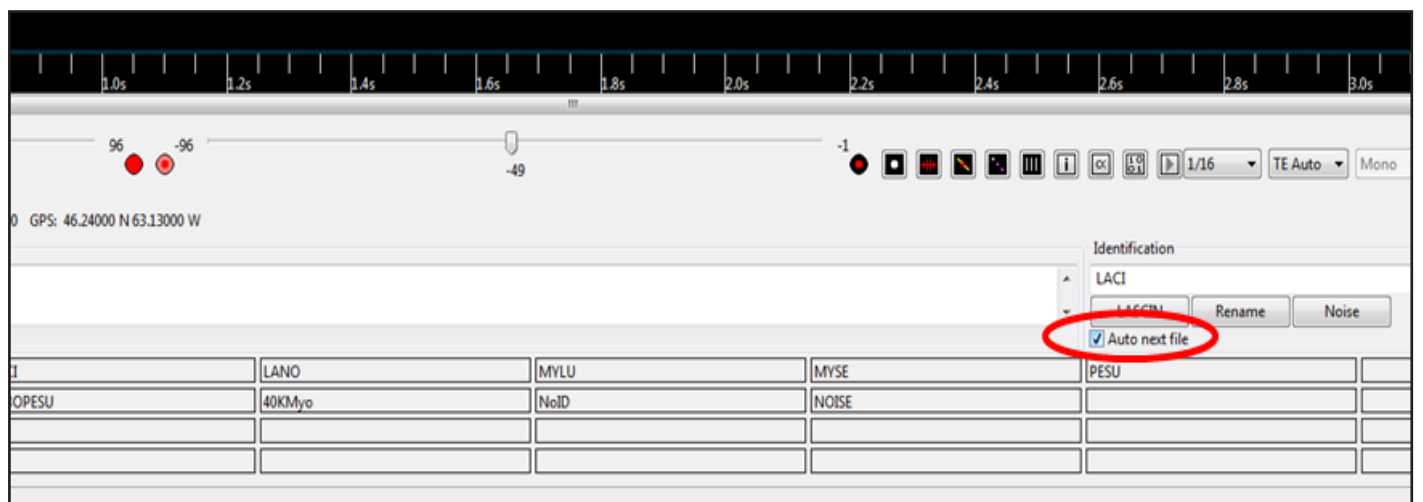 1.0s 1.2s 1.4s 1.6s 1.8s 2.0s 2.2s 2.4s 2.6s 2.8s 3.0s
96 -96 -49 -1 i α 1/16 TE Auto Mono
0 GPS: 46.24000 N 63.13000 W
Identification
LACI
Rename Noise
Auto next file
LANO MYLU MYSE PESU
OPESU 40KMyo NoID NOISE